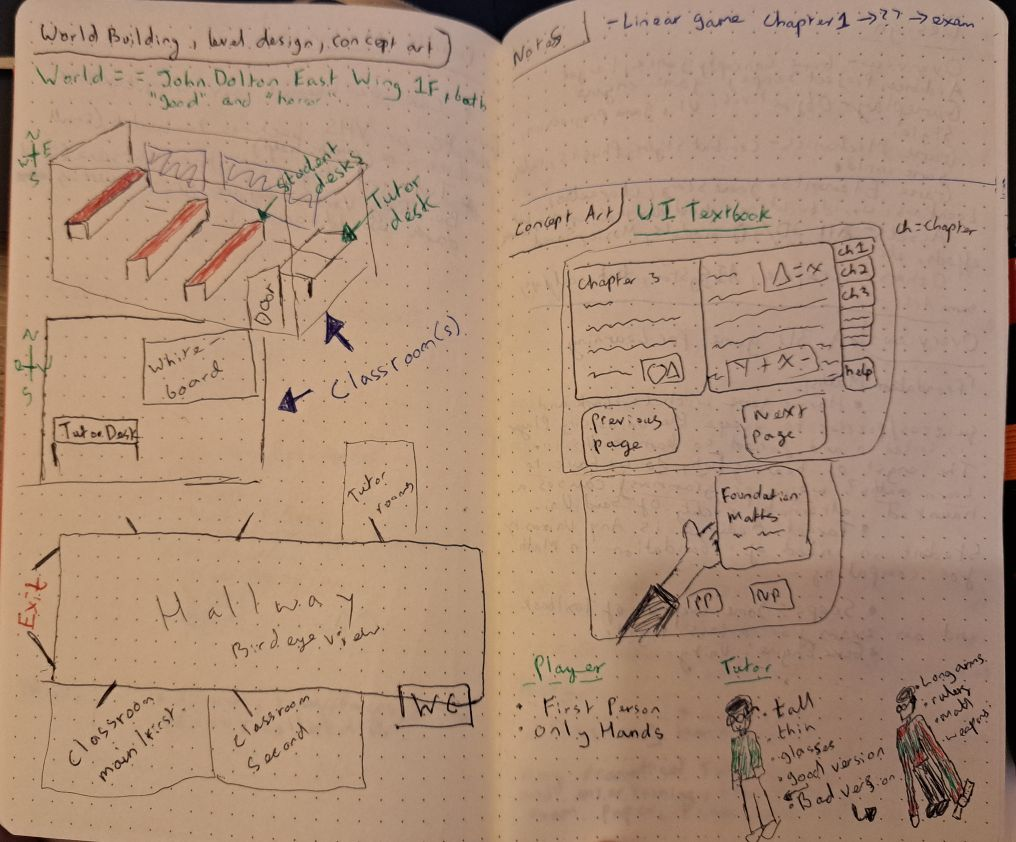 World Building, level design, concept art
World = = John Dolton East Wing 1F, both
"good" and "horror"
N
W E
S
student
desks
Tutor
desk
Door
Classroom(s)
N
S
White-
board
Tutor Desk
Tutor
rooms
Exit
Hallway
Birdeye view
WC
Classroom
main/first
Classroom
Second
Notes
- Linear game Chapter 1 → ?? → exam
Concept Art
UI Textbook
ch = chapter
Chapter 3
Δ = x
Y + X -
ch1
ch2
ch3
help
previous
page
Next
page
Foundation
Maths
PP
NP
Player
• First Person
• Only Hands
Tutor
• tall
thin
• glasses
• good version
• Bad version
• Long arms
• rulers
• math
weapons